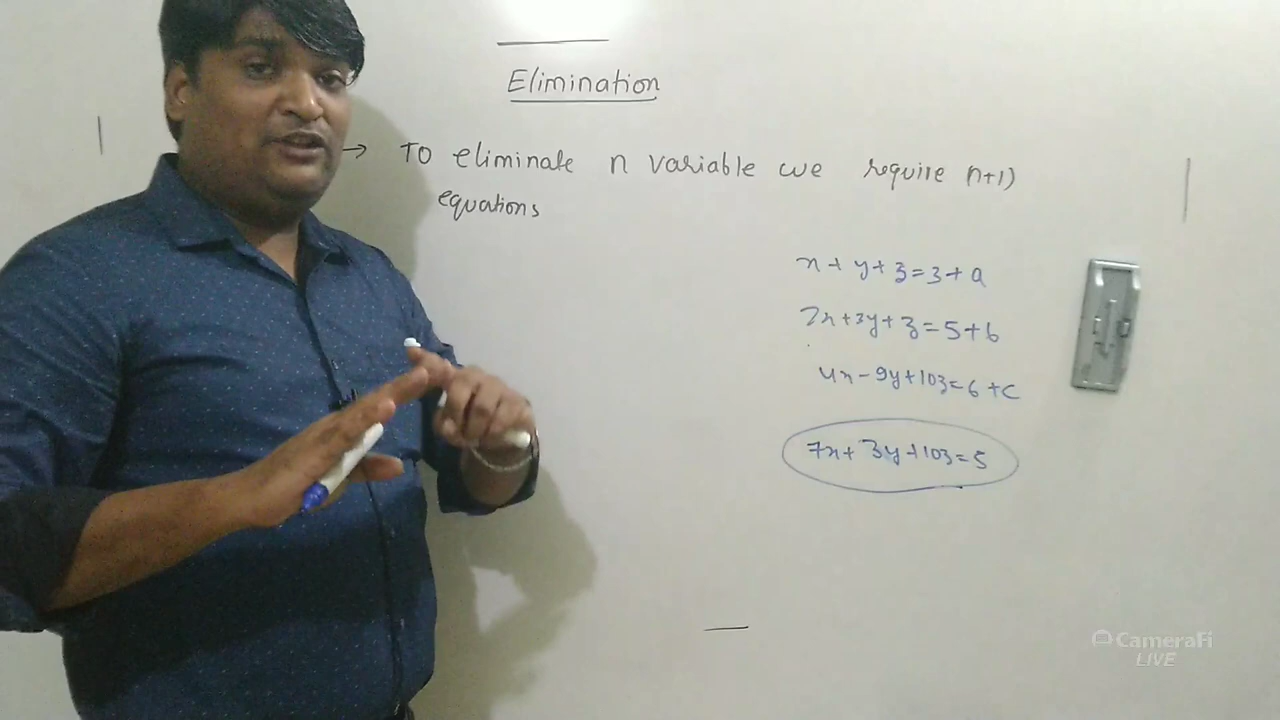 Elimination
→ To eliminate n variable we require n+1)
equations
x + y + z = 3 + a
2x + 3y + z = 5 + b
4x - 9y + 10z = 6 + c
7x + 3y + 10z = 5
CameraFi
LIVE